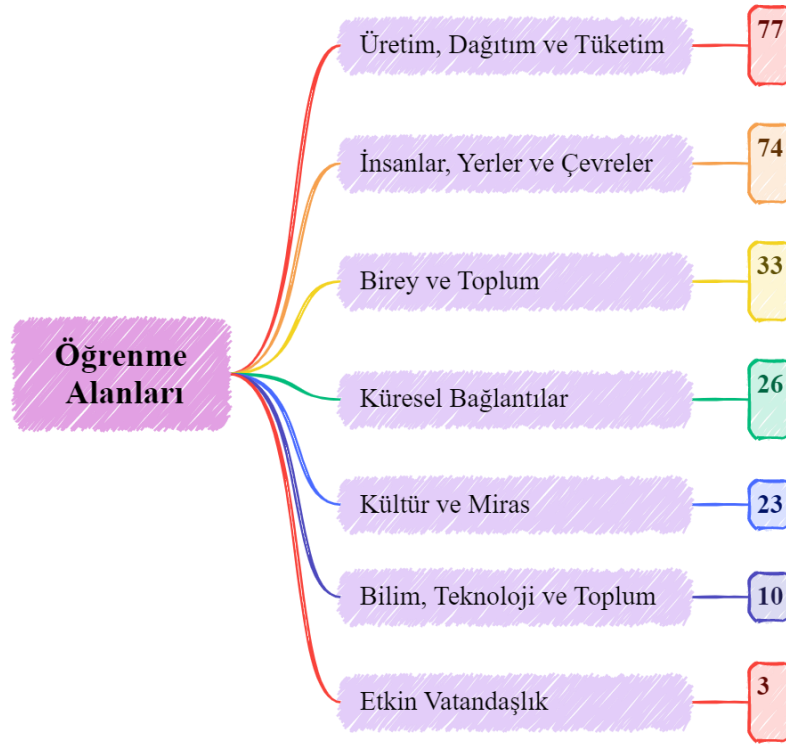 Öğrenme
Alanları
Üretim, Dağıtım ve Tüketim
77
İnsanlar, Yerler ve Çevreler
74
Birey ve Toplum
33
Küresel Bağlantılar
26
Kültür ve Miras
23
Bilim, Teknoloji ve Toplum
10
Etkin Vatandaşlık
3